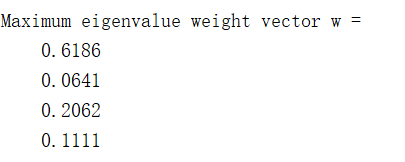 Maximum eigenvalue weight vector w =
0.6186
0.0641
0.2062
0.1111